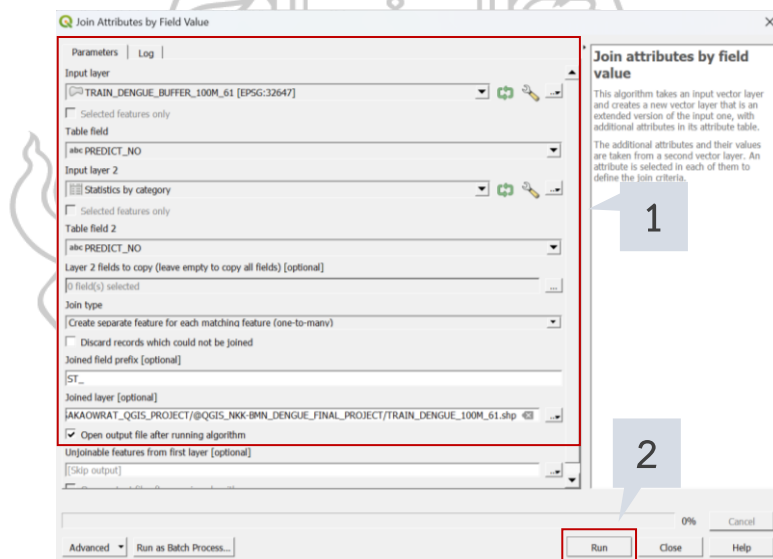 Join Attributes by Field Value
Parameters
Log
Input layer
TRAIN_DENGUE_BUFFER_100M_61 [EPSG:32647]
Selected features only
Table field
abc PREDICT_NO
Input layer 2
Statistics by category
Selected features only
Table field 2
abc PREDICT_NO
Layer 2 fields to copy (leave empty to copy all fields) [optional]
0 field(s) selected
Join type
Create separate feature for each matching feature (one-to-many)
Discard records which could not be joined
Joined field prefix [optional]
ST_
Joined layer [optional]
AKAOWRAT_QGIS_PROJECT/@QGIS_NKK-BMN_DENGUE_FINAL_PROJECT/TRAIN_DENGUE_100M_61.shp
Open output file after running algorithm
Unjoinable features from first layer [optional]
[Skip output]
0%
Cancel
Advanced
Run as Batch Process...
Run
Close
Help
Join attributes by field
value
This algorithm takes an input vector layer
and creates a new vector layer that is an
extended version of the input one, with
additional attributes in its attribute table.
The additional attributes and their values
are taken from a second vector layer. An
attribute is selected in each of them to
define the join criteria.
1
2